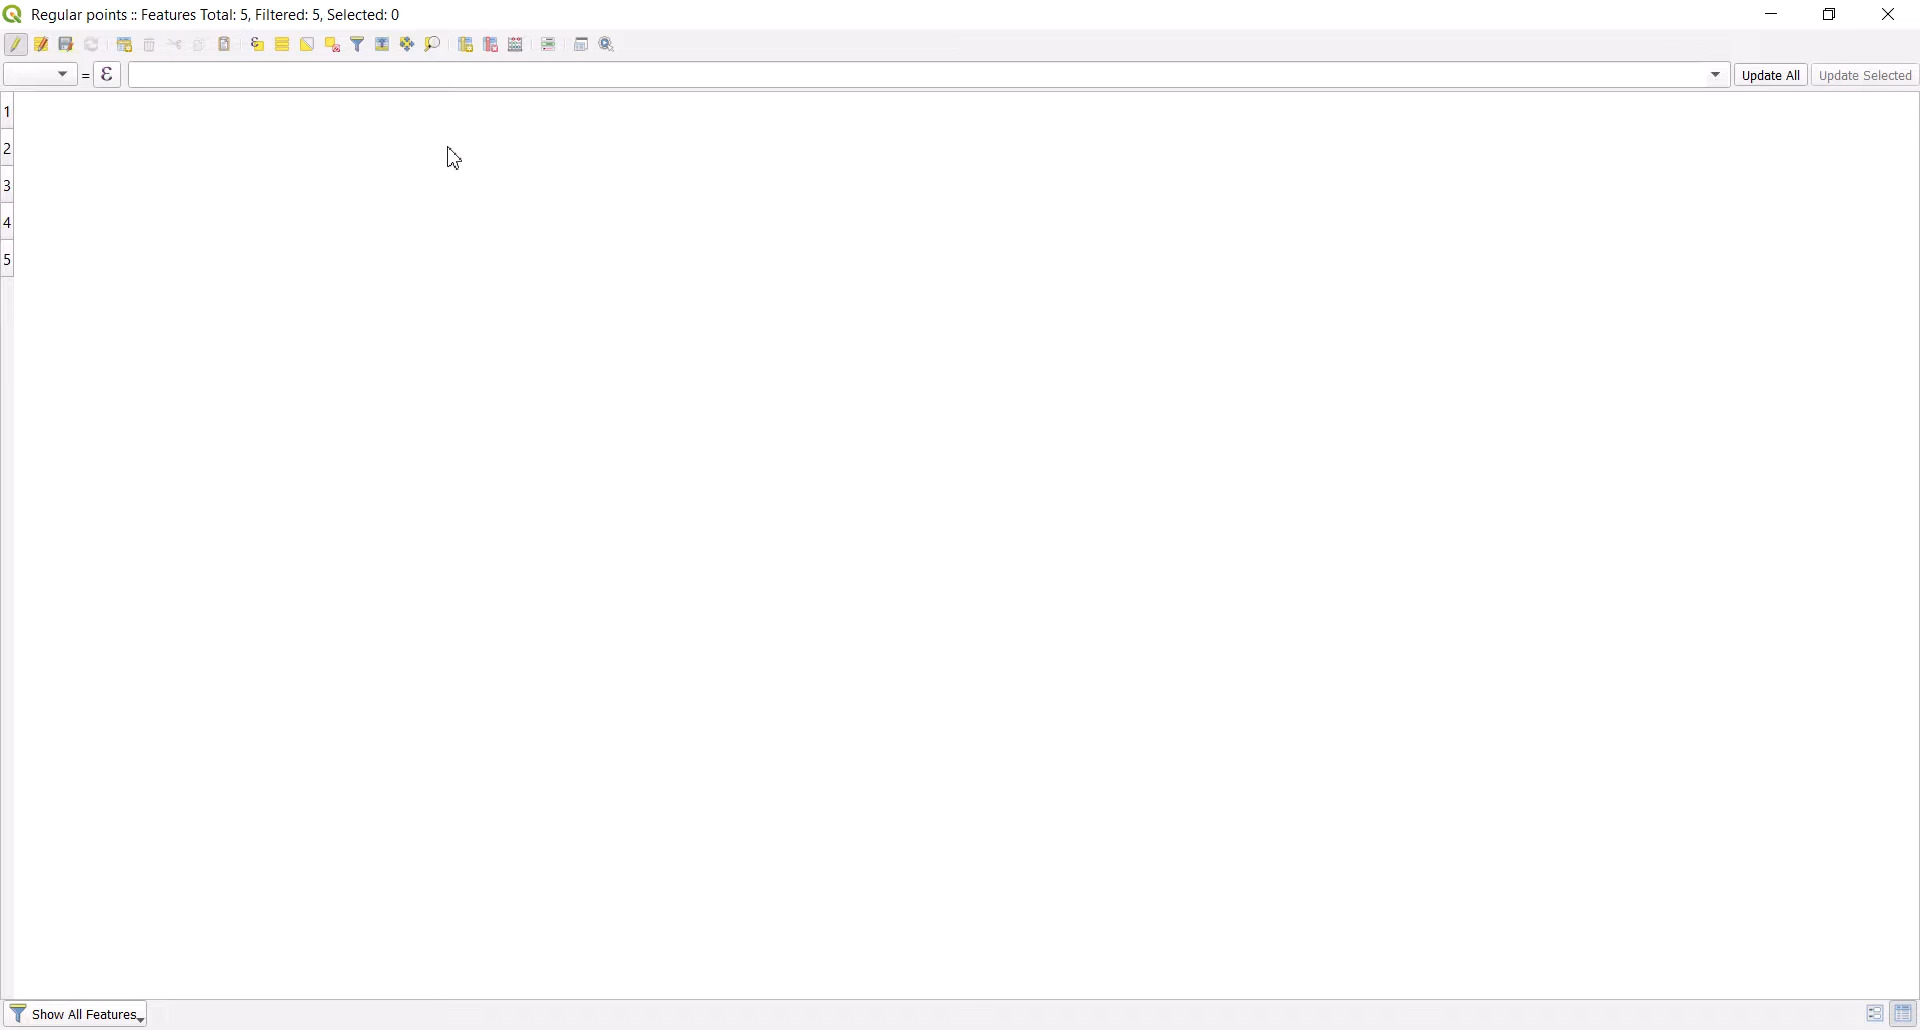 Regular points :: Features Total: 5, Filtered: 5, Selected: 0
= ε Update All Update Selected
1
2
3
4
5
Show All Features